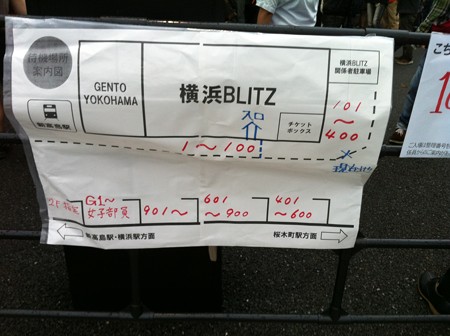 待機場所
案内図
GENTO
YOKOHAMA
横浜BLITZ
横浜BLITZ
関係者駐車場
新高島駅
入口
チケット
ボックス
101
～
400
1～100
G1～
女子部員
901～
601
～900
401
～600
新高島駅・横浜駅方面
桜木町駅方面
こち